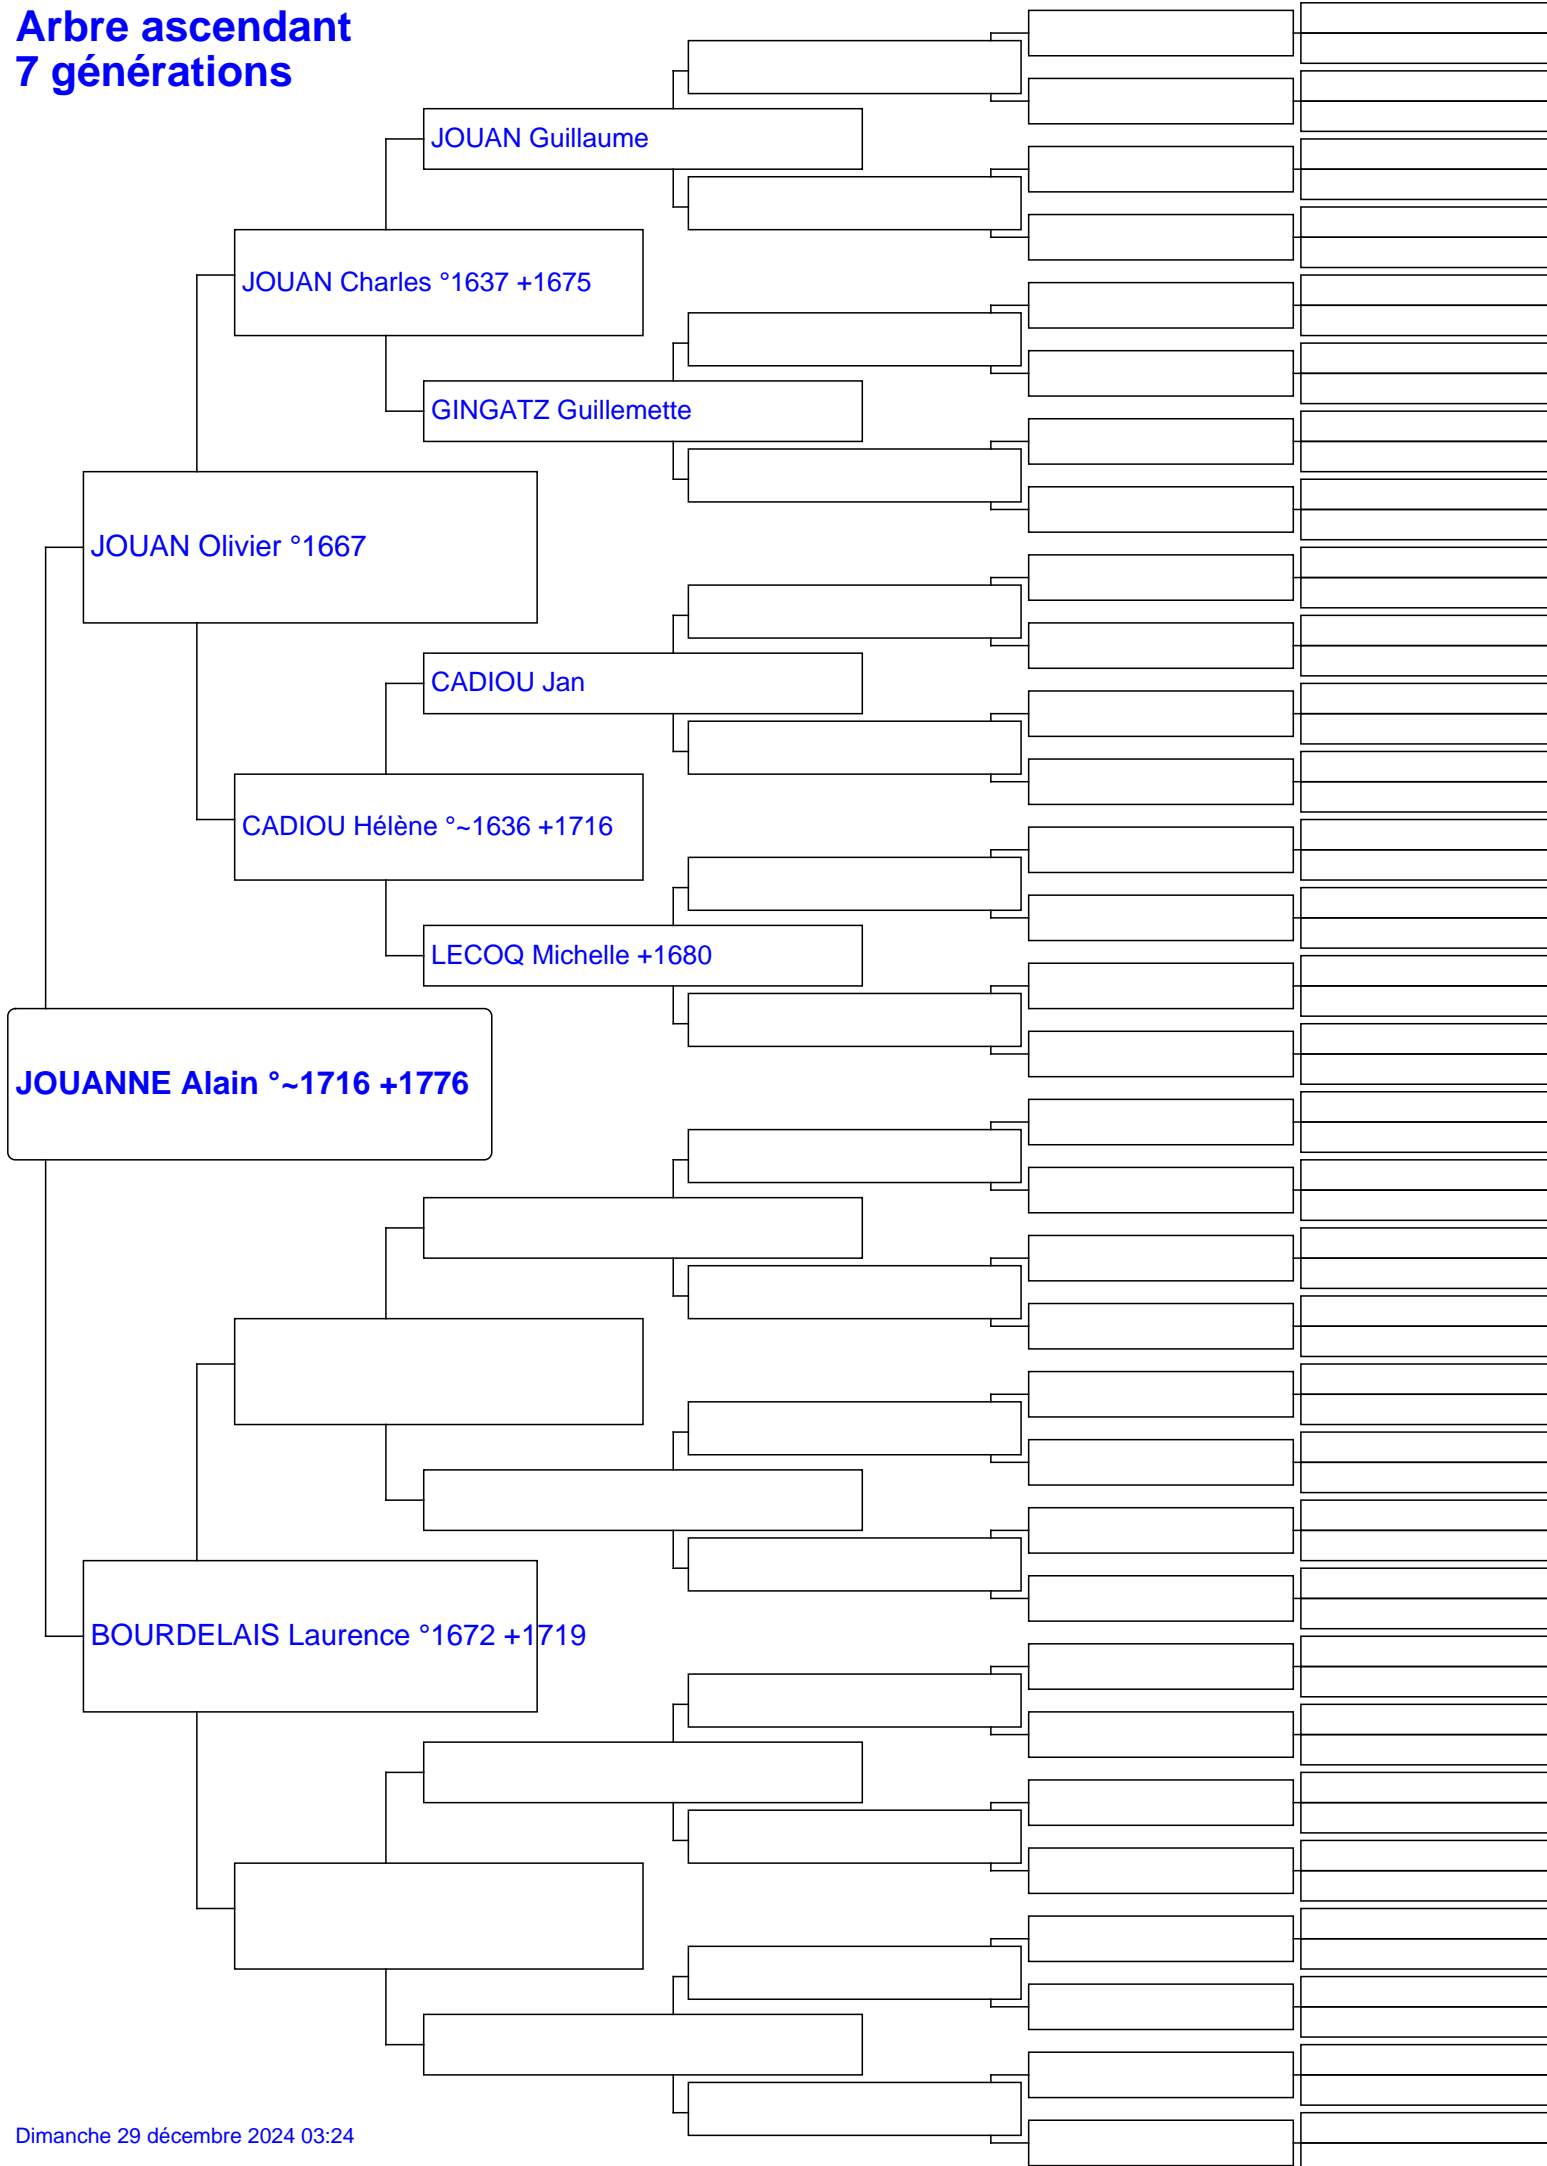 Arbre ascendant
7 générations
JOUAN Guillaume
JOUAN Charles °1637 +1675
GINGATZ Guillemette
JOUAN Olivier °1667
CADIOU Jan
CADIOU Hélène °~1636 +1716
LECOQ Michelle +1680
JOUANNE Alain °~1716 +1776
BOURDELAIS Laurence °1672 +1719
Dimanche 29 décembre 2024 03:24